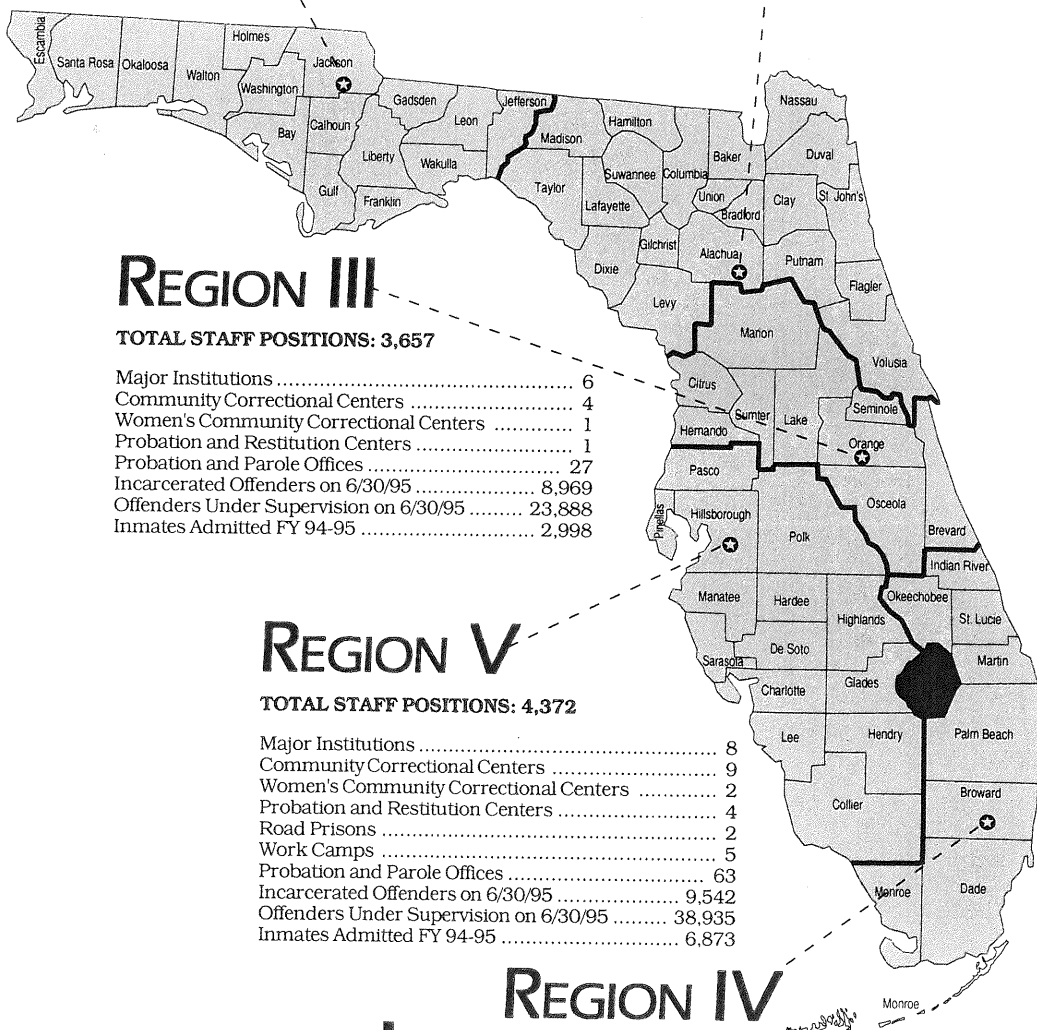 Escambia
Santa Rosa
Okaloosa
Walton
Holmes
Washington
Jackson
Bay
Calhoun
Gulf
Liberty
Franklin
Gadsden
Leon
Wakulla
Jefferson
Madison
Taylor
Hamilton
Suwannee
Lafayette
Dixie
Columbia
Gilchrist
Levy
Baker
Union
Bradford
Alachua
Nassau
Duval
Clay
St. John's
Putnam
Flagler
Volusia
Marion
Citrus
Sumter
Lake
Hernando
Seminole
Orange
Osceola
Brevard
Pasco
Pinellas
Hillsborough
Polk
Indian River
Manatee
Hardee
Highlands
Okeechobee
St. Lucie
Sarasota
De Soto
Martin
Charlotte
Glades
Lee
Hendry
Palm Beach
Collier
Broward
Monroe
Dade
Monroe
REGION III
TOTAL STAFF POSITIONS: 3,657
Major Institutions ............................................. 6
Community Correctional Centers .......................... 4
Women's Community Correctional Centers ............ 1
Probation and Restitution Centers ........................ 1
Probation and Parole Offices ............................. 27
Incarcerated Offenders on 6/30/95 .................. 8,969
Offenders Under Supervision on 6/30/95 ......... 23,888
Inmates Admitted FY 94-95 ........................... 2,998
REGION V
TOTAL STAFF POSITIONS: 4,372
Major Institutions ............................................. 8
Community Correctional Centers ......................... 9
Women's Community Correctional Centers ............ 2
Probation and Restitution Centers ........................ 4
Road Prisons .................................................... 2
Work Camps .................................................... 5
Probation and Parole Offices ............................. 63
Incarcerated Offenders on 6/30/95 .................. 9,542
Offenders Under Supervision on 6/30/95 ......... 38,935
Inmates Admitted FY 94-95 ........................... 6,873
REGION IV